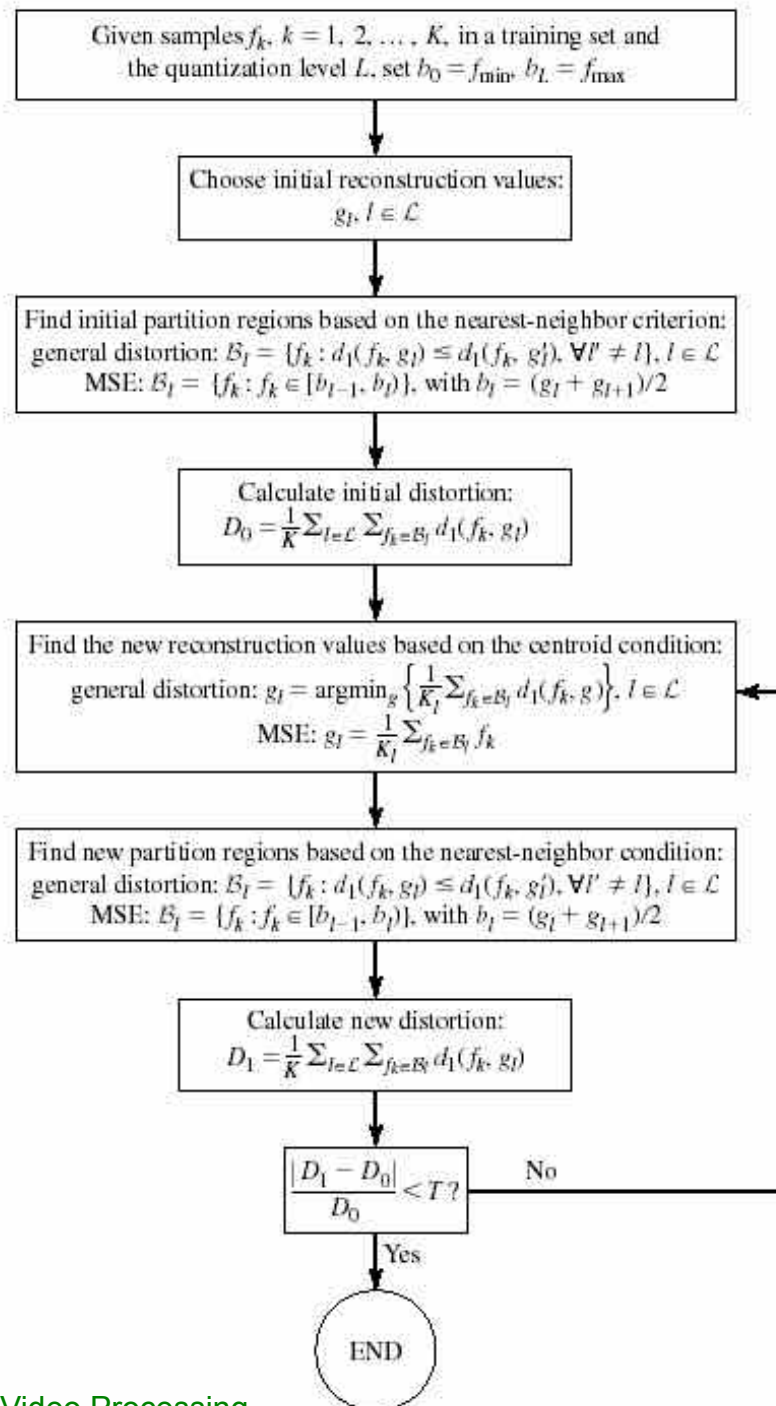 Given samples f_k, k = 1, 2, … , K, in a training set and
the quantization level L, set b_0 = f_min, b_L = f_max
Choose initial reconstruction values:
g_l, l ∈ ℒ
Find initial partition regions based on the nearest-neighbor criterion:
general distortion: ℬ_l = {f_k : d_1(f_k, g_l) ≤ d_1(f_k, g_l′), ∀l′ ≠ l}, l ∈ ℒ
MSE: ℬ_l = {f_k : f_k ∈ [b_{l−1}, b_l)}, with b_l = (g_l + g_{l+1})/2
Calculate initial distortion:
D_0 = 1/K ∑_{l∈ℒ} ∑_{f_k∈ℬ_l} d_1(f_k, g_l)
Find the new reconstruction values based on the centroid condition:
general distortion: g_l = argmin_g {1/K_l ∑_{f_k∈ℬ_l} d_1(f_k, g)}, l ∈ ℒ
MSE: g_l = 1/K_l ∑_{f_k∈ℬ_l} f_k
Find new partition regions based on the nearest-neighbor condition:
general distortion: ℬ_l = {f_k : d_1(f_k, g_l) ≤ d_1(f_k, g_l′), ∀l′ ≠ l}, l ∈ ℒ
MSE: ℬ_l = {f_k : f_k ∈ [b_{l−1}, b_l)}, with b_l = (g_l + g_{l+1})/2
Calculate new distortion:
D_1 = 1/K ∑_{l∈ℒ} ∑_{f_k∈ℬ_l} d_1(f_k, g_l)
|D_1 − D_0| / D_0 < T ?
No
Yes
END
Video Processing